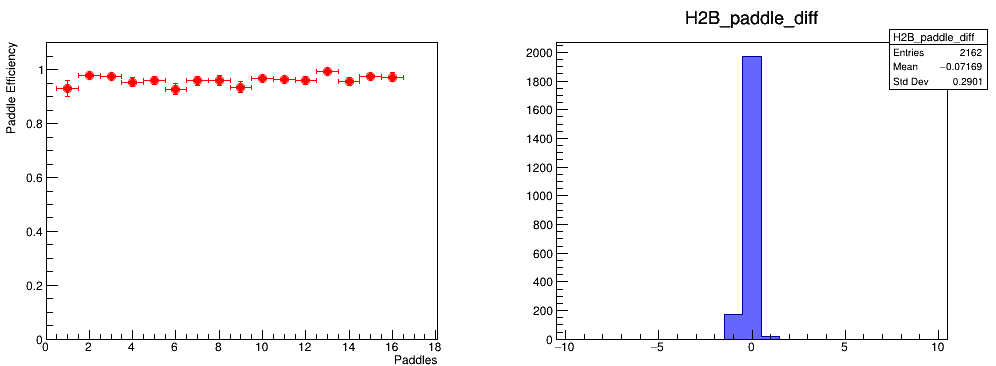 Paddle Efficiency
1
0.8
0.6
0.4
0.2
0
0 2 4 6 8 10 12 14 16 18
Paddles
H2B_paddle_diff
H2B_paddle_diff
Entries 2162
Mean −0.07169
Std Dev 0.2901
2000
1800
1600
1400
1200
1000
800
600
400
200
0
−10 −5 0 5 10